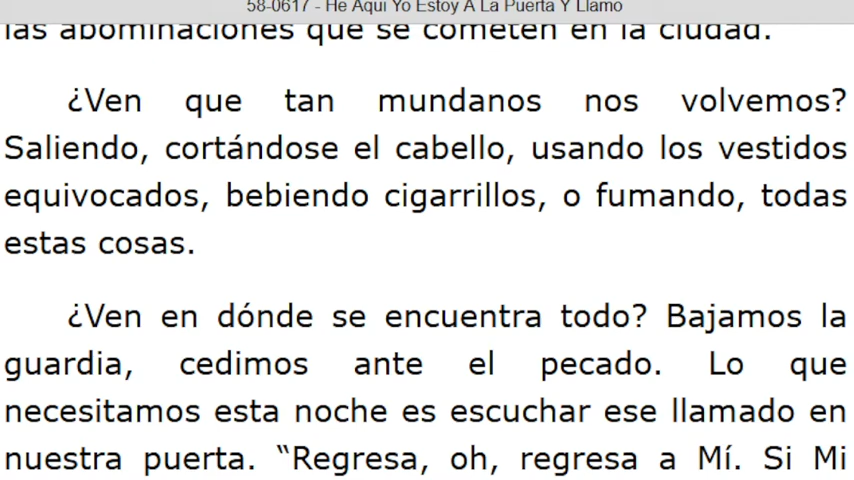 58-0617 - He Aquí Yo Estoy A La Puerta Y Llamo
las abominaciones que se cometen en la ciudad.
¿Ven que tan mundanos nos volvemos?
Saliendo, cortándose el cabello, usando los vestidos
equivocados, bebiendo cigarrillos, o fumando, todas
estas cosas.
¿Ven en dónde se encuentra todo? Bajamos la
guardia, cedimos ante el pecado. Lo que
necesitamos esta noche es escuchar ese llamado en
nuestra puerta. “Regresa, oh, regresa a Mí. Si Mi